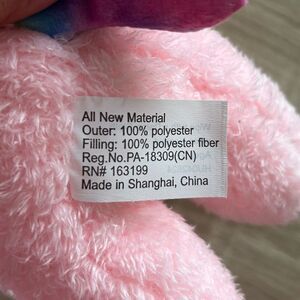 All New Material
Outer: 100% polyester
Filling: 100% polyester fiber
Reg.No.PA-18309(CN)
RN# 163199
Made in Shanghai, China